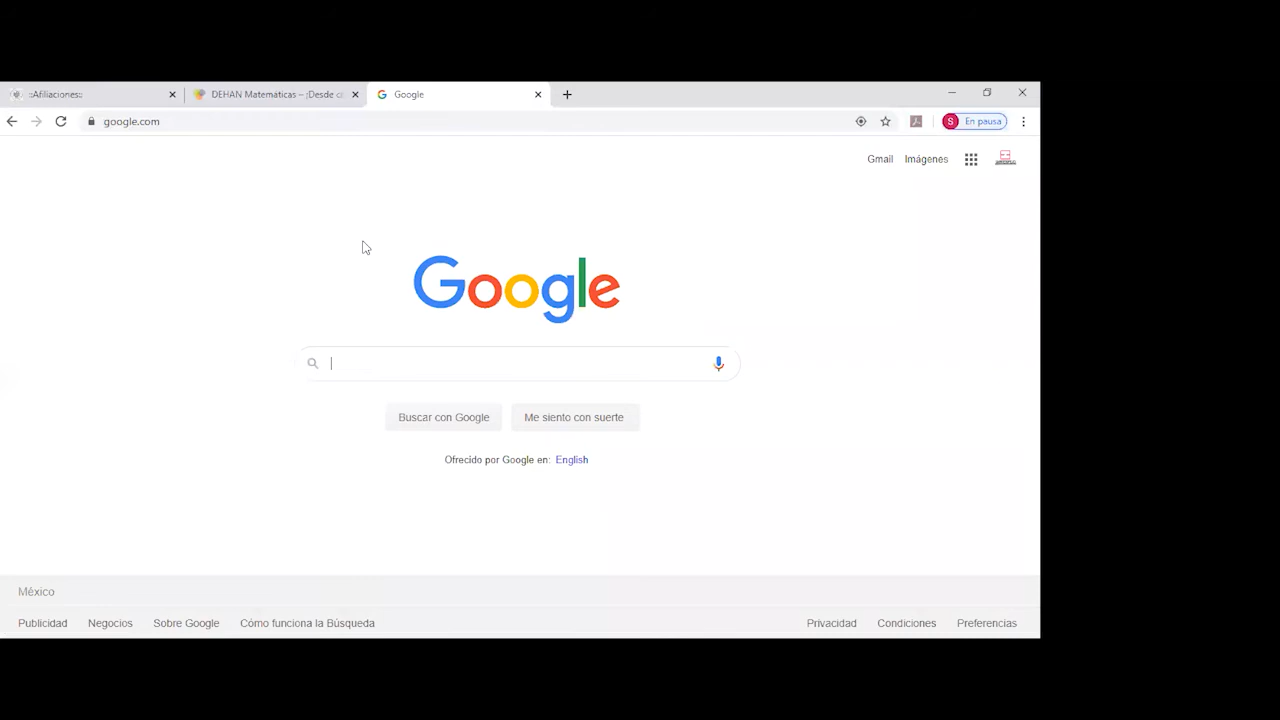 ::Afiliaciones::
DEHAN Matemáticas – ¡Desde c
Google
google.com
S En pausa
Gmail Imágenes
Google
Buscar con Google Me siento con suerte
Ofrecido por Google en: English
México
Publicidad Negocios Sobre Google Cómo funciona la Búsqueda Privacidad Condiciones Preferencias